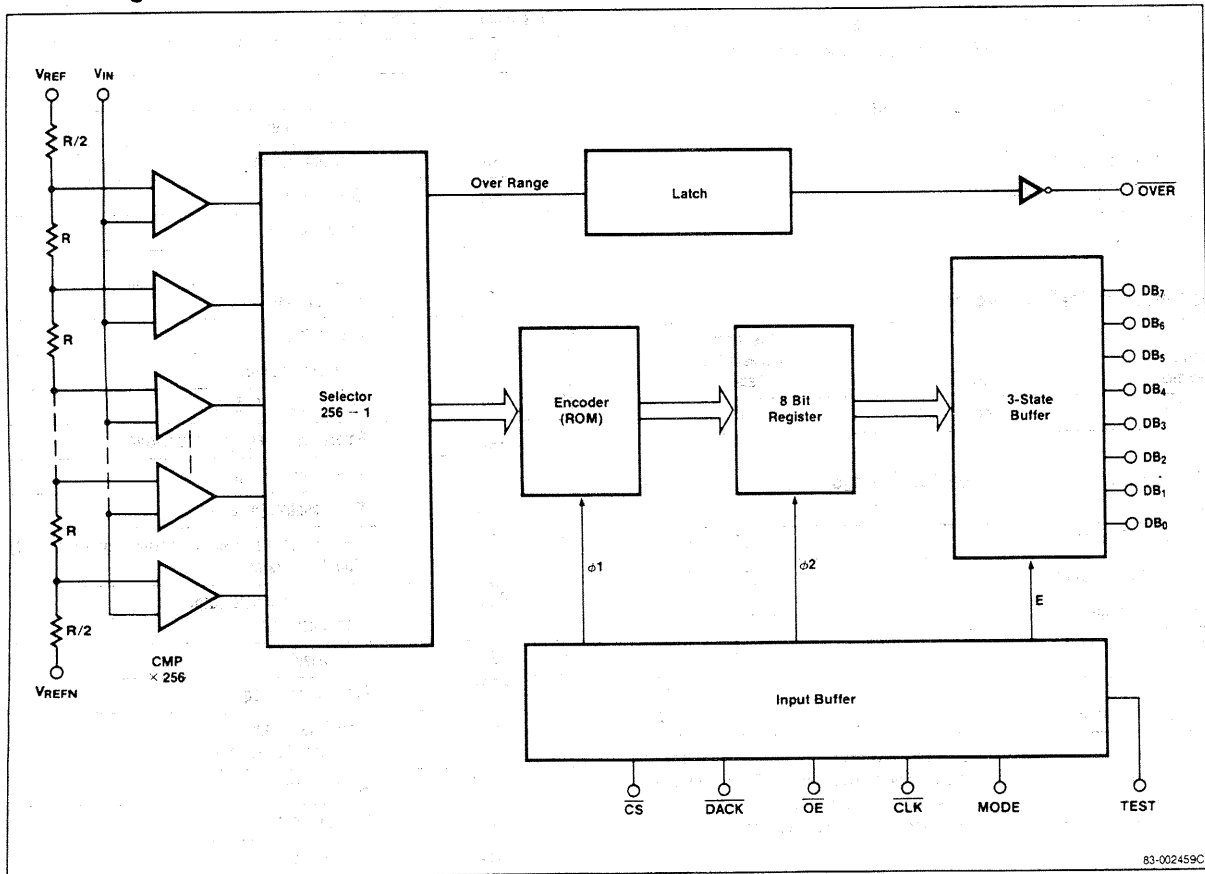 VREF
VIN
R/2
R
R
R
R/2
VREFN
CMP
× 256
Selector
256 – 1
Over Range
Latch
OVER
Encoder
(ROM)
8 Bit
Register
3-State
Buffer
DB7
DB6
DB5
DB4
DB3
DB2
DB1
DB0
φ1
φ2
E
Input Buffer
CS
DACK
OE
CLK
MODE
TEST
83-002459C